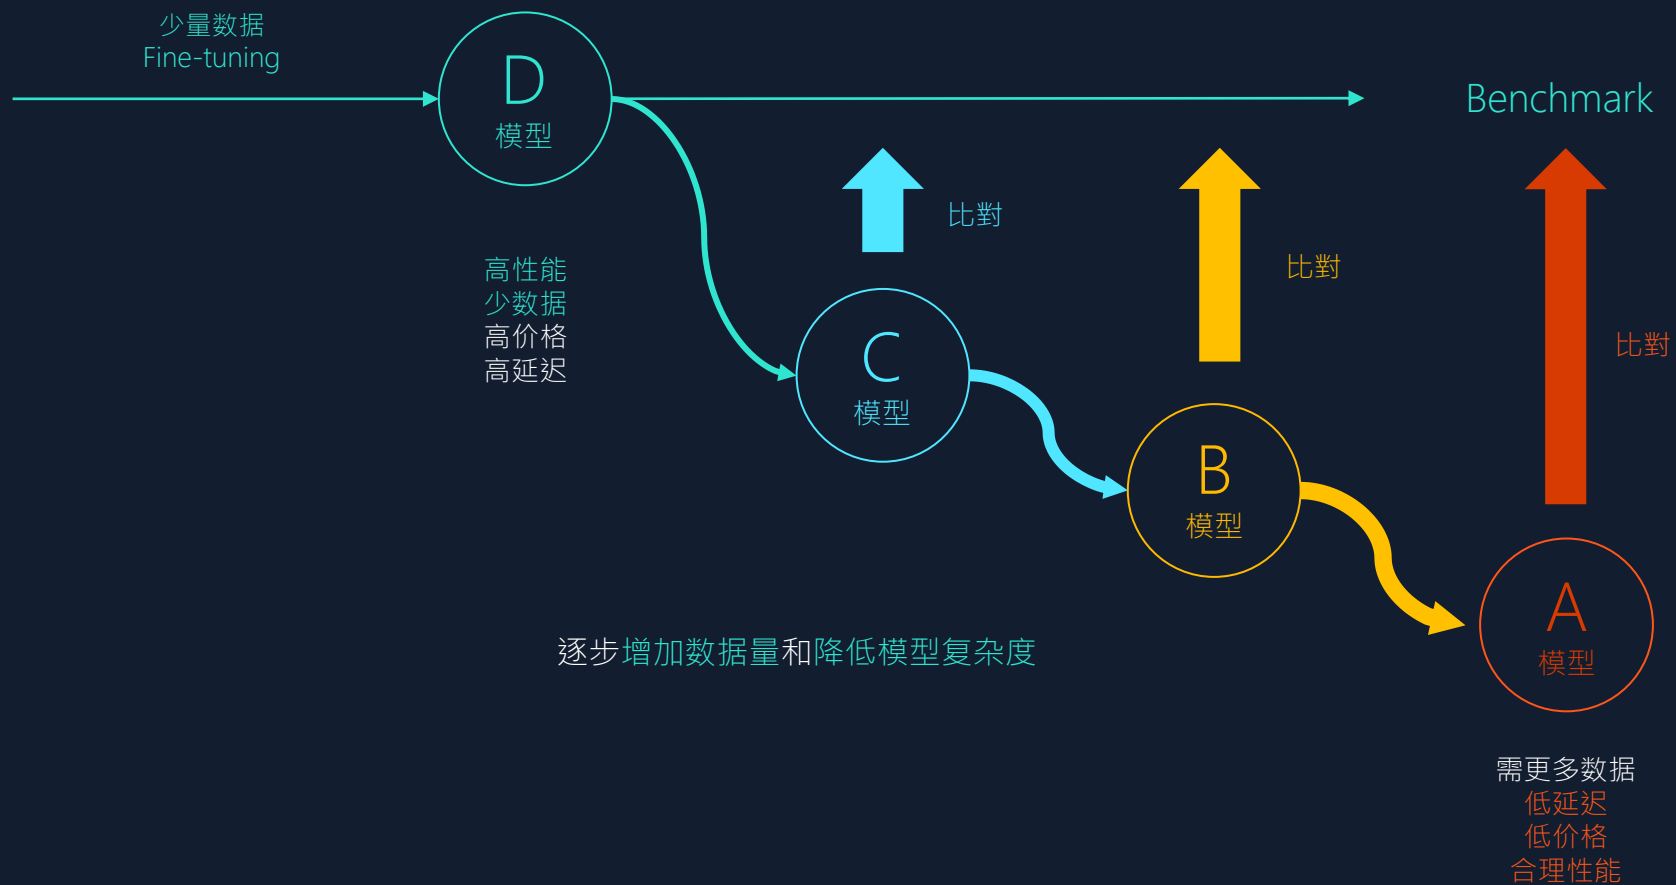 少量数据
Fine-tuning
D
模型
Benchmark
比對
比對
比對
高性能
少数据
高价格
高延迟
C
模型
B
模型
A
模型
逐步增加数据量和降低模型复杂度
需更多数据
低延迟
低价格
合理性能